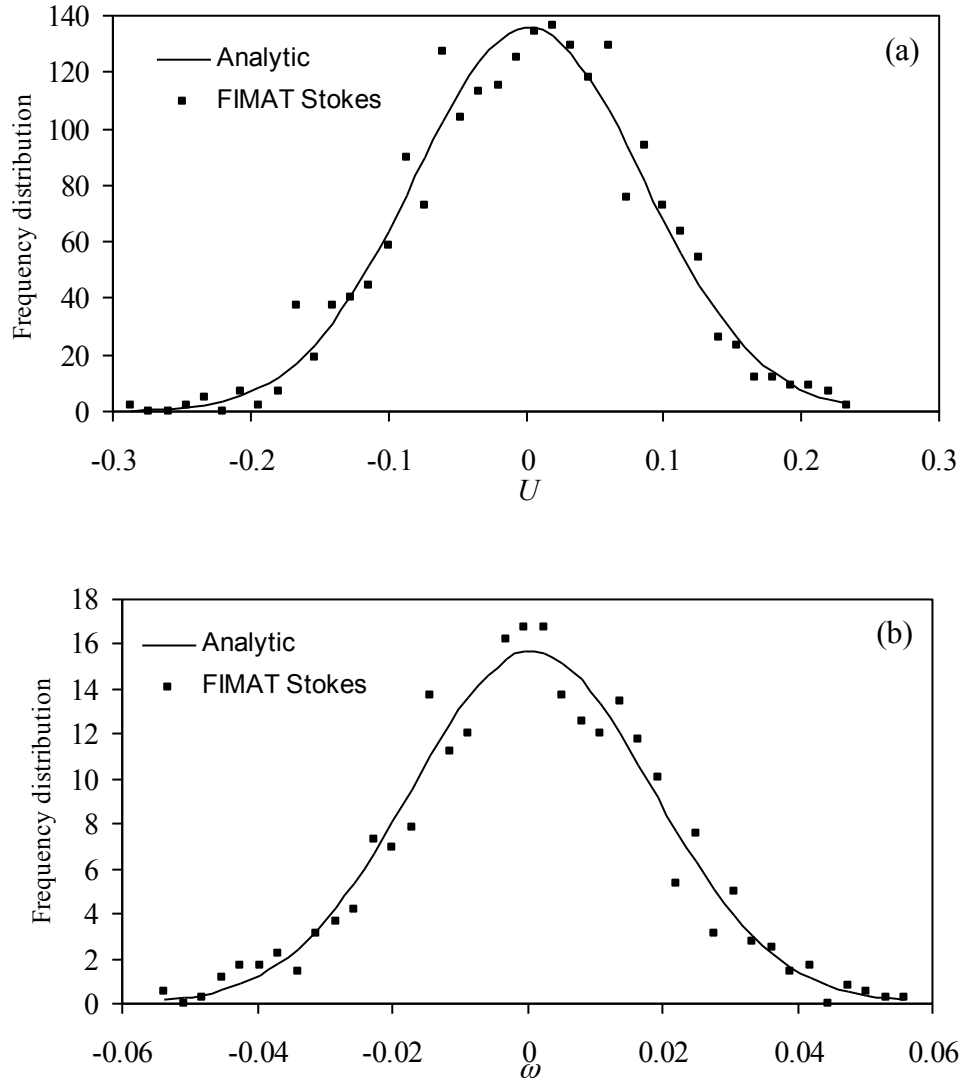 140
(a)
Analytic
120
FIMAT Stokes
100
80
60
40
20
0
Frequency distribution
-0.3 -0.2 -0.1 0 0.1 0.2 0.3
U
18
(b)
16
Analytic
14
FIMAT Stokes
12
10
8
6
4
2
0
Frequency distribution
-0.06 -0.04 -0.02 0 0.02 0.04 0.06
ω